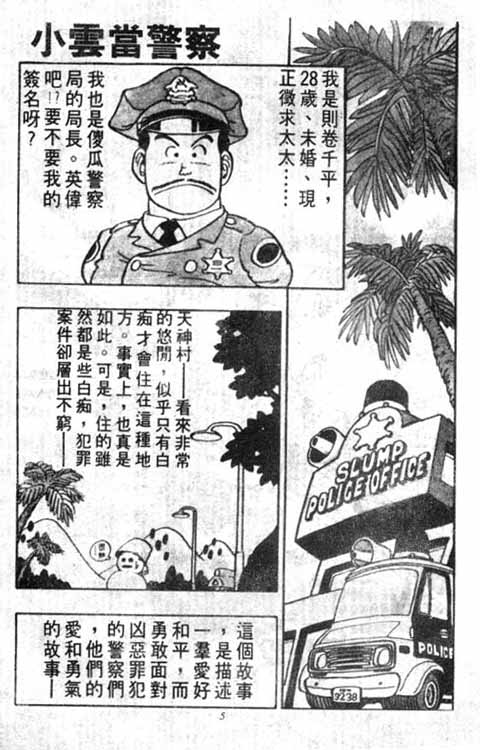 小雲當警察
我是則卷千平，
28歲、未婚、現
正徵求太太……
我也是傻瓜警察
局的局長。英偉
吧!?要不要我的
簽名呀？
SLUMP
POLICE OFFICE
天神村——看來非常
的悠閒，似乎只有白
痴才會住在這種地
方。事實上，也真是
如此。可是，住的雖
然都是些白痴，犯罪
案件卻層出不窮——
POLICE
9238
這個故事
，是描述
一羣愛好
和平，而
勇敢面對
凶惡罪犯
的警察們
，他們的
愛和勇氣
的故事——
5